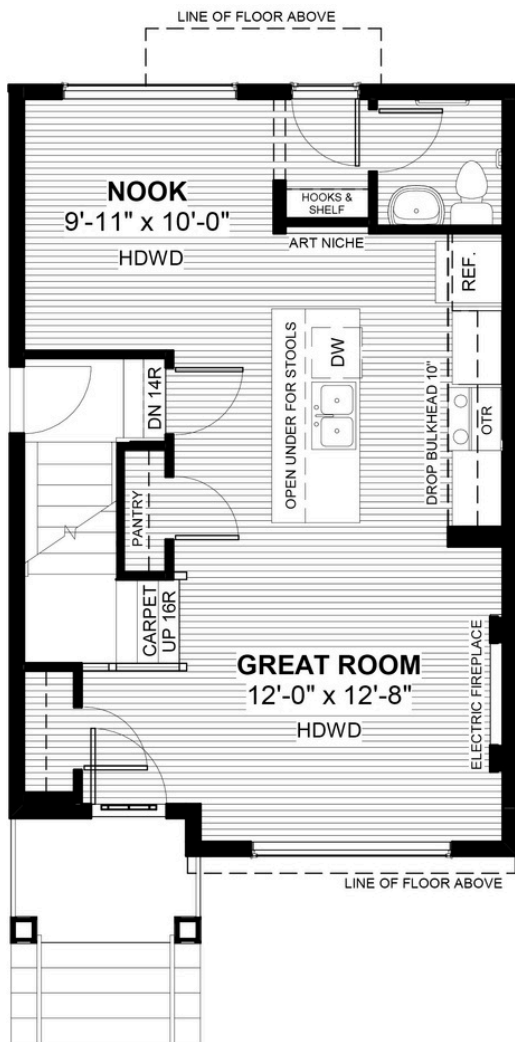 LINE OF FLOOR ABOVE
NOOK
9'-11" x 10'-0"
HDWD
HOOKS &
SHELF
ART NICHE
REF.
DW
OPEN UNDER FOR STOOLS
DROP BULKHEAD 10"
OTR
DN 14R
PANTRY
CARPET
UP 16R
GREAT ROOM
12'-0" x 12'-8"
HDWD
ELECTRIC FIREPLACE
LINE OF FLOOR ABOVE